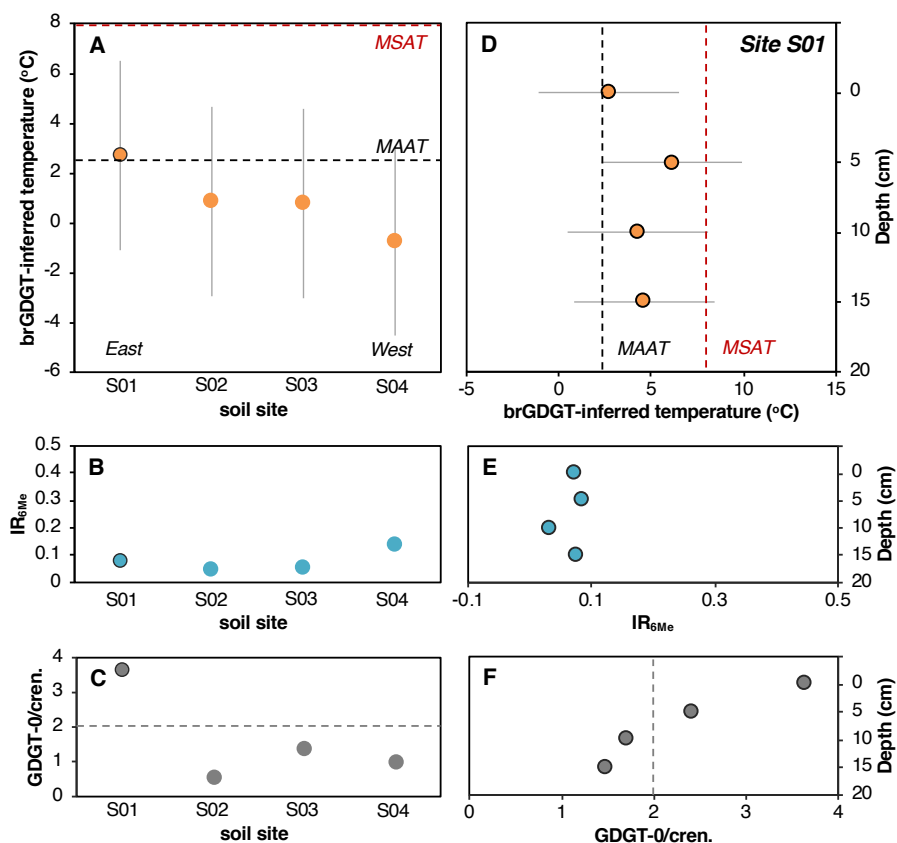 A
8
6
4
2
0
-2
-4
-6
brGDGT-inferred temperature (°C)
MSAT
MAAT
East
West
S01 S02 S03 S04
soil site
D
Site S01
0
5
10
15
20
Depth (cm)
MAAT
MSAT
-5 0 5 10 15
brGDGT-inferred temperature (°C)
B
0.5
0.4
0.3
0.2
0.1
0
IR6Me
S01 S02 S03 S04
soil site
E
0
5
10
15
20
Depth (cm)
-0.1 0.1 0.3 0.5
IR6Me
C
4
3
2
1
0
GDGT-0/cren.
S01 S02 S03 S04
soil site
F
0
5
10
15
20
Depth (cm)
0 1 2 3 4
GDGT-0/cren.